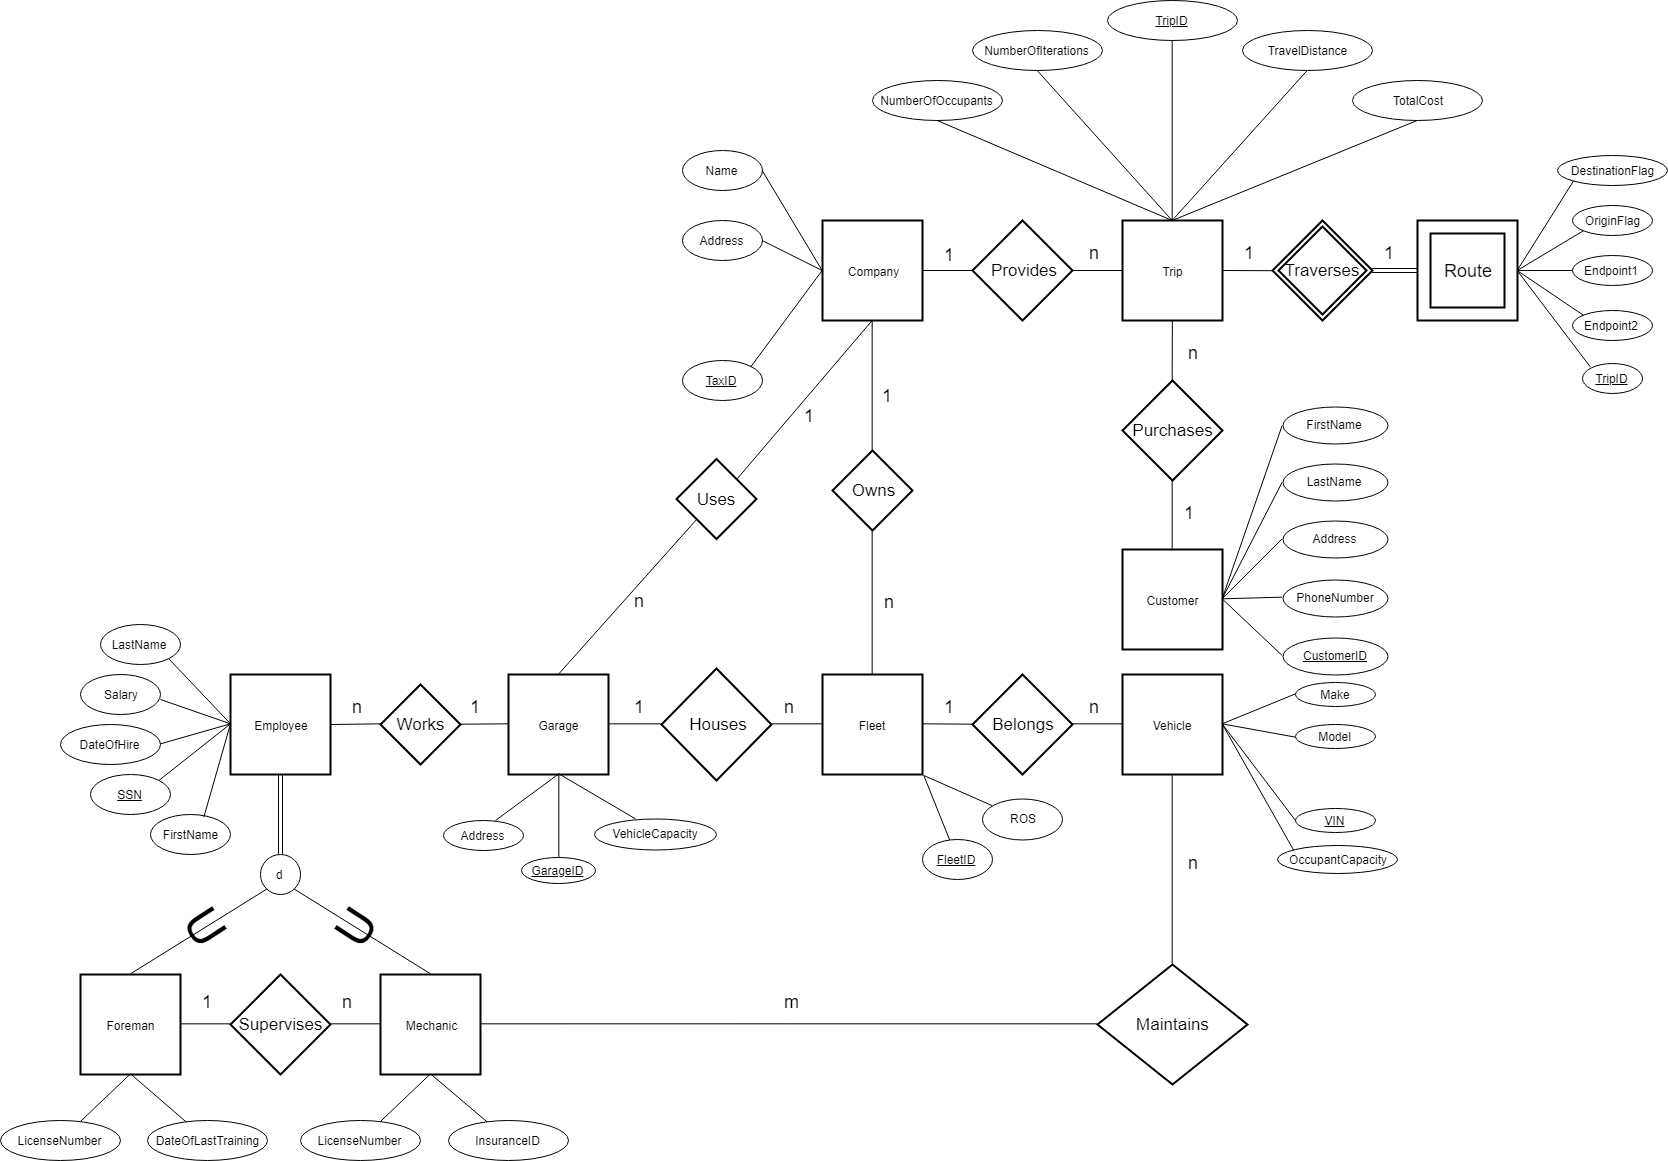 TripID
NumberOfIterations
TravelDistance
NumberOfOccupants
TotalCost
Name
DestinationFlag
OriginFlag
Address
1
n
1
1
Company
Provides
Trip
Traverses
Route
Endpoint1
Endpoint2
n
TaxID
TripID
1
1
FirstName
Purchases
LastName
Uses
Owns
1
Address
n
n
Customer
PhoneNumber
LastName
CustomerID
Salary
Make
n
1
1
n
1
n
Employee
Works
Garage
Houses
Fleet
Belongs
Vehicle
Model
DateOfHire
SSN
FirstName
Address
VehicleCapacity
ROS
VIN
GarageID
FleetID
OccupantCapacity
n
d
1
n
m
Foreman
Supervises
Mechanic
Maintains
LicenseNumber
DateOfLastTraining
LicenseNumber
InsuranceID